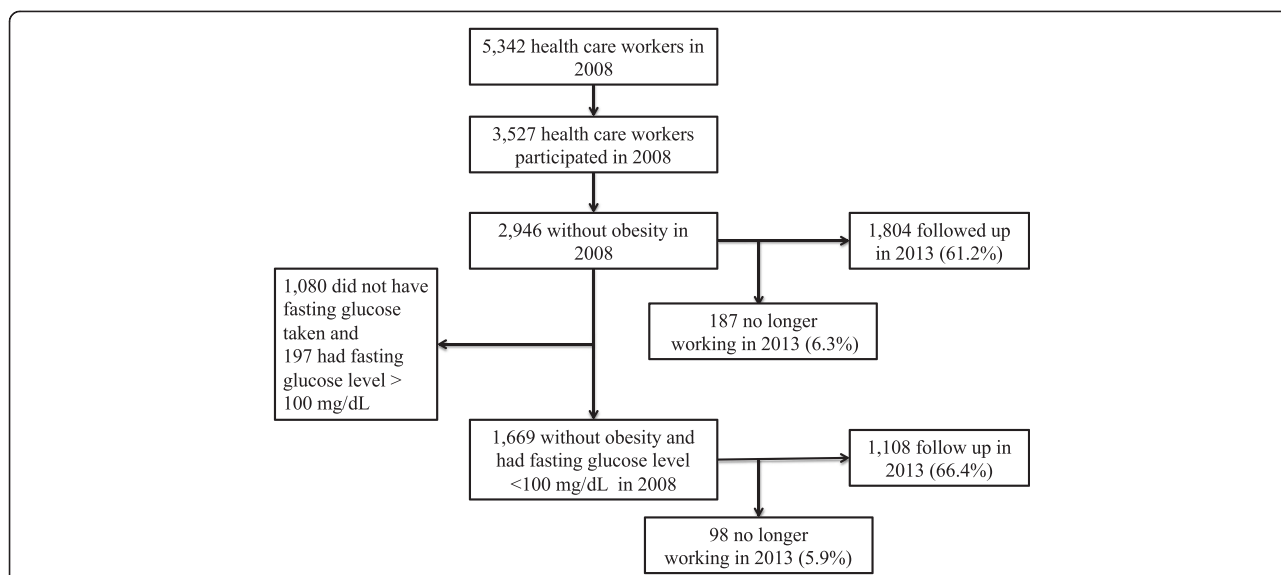 5,342 health care workers in
2008
3,527 health care workers
participated in 2008
2,946 without obesity in
2008
1,804 followed up
in 2013 (61.2%)
187 no longer
working in 2013 (6.3%)
1,080 did not have
fasting glucose
taken and
197 had fasting
glucose level >
100 mg/dL
1,669 without obesity and
had fasting glucose level
<100 mg/dL in 2008
1,108 follow up in
2013 (66.4%)
98 no longer
working in 2013 (5.9%)